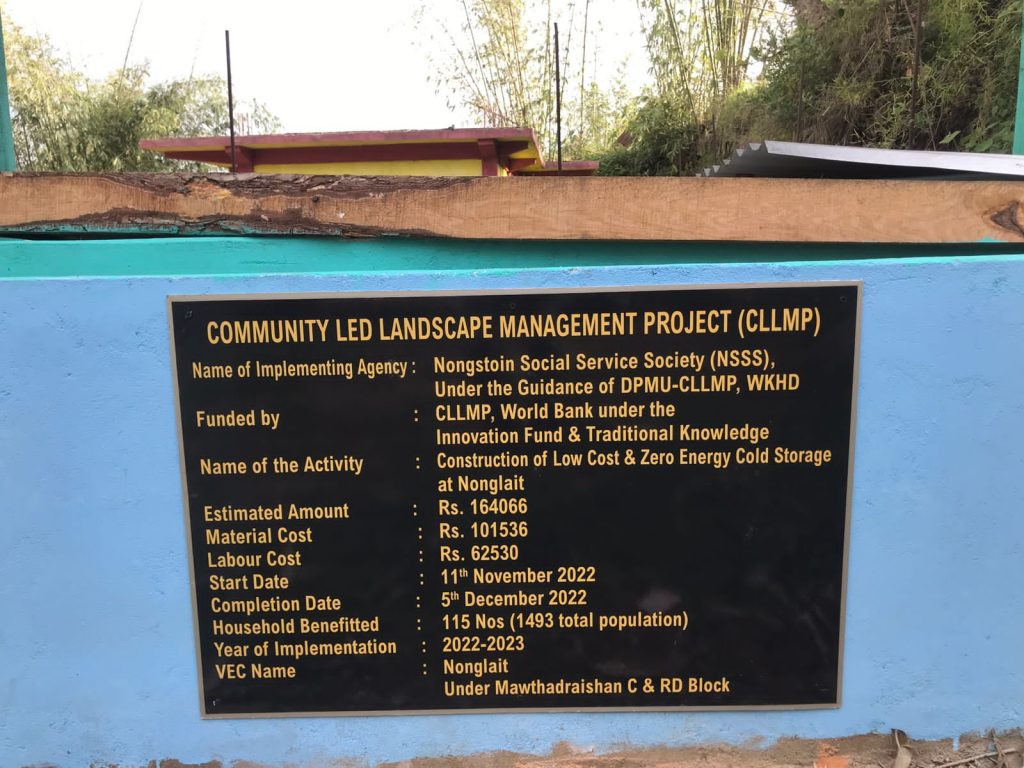 COMMUNITY LED LANDSCAPE MANAGEMENT PROJECT (CLLMP)
Name of Implementing Agency : Nongstoin Social Service Society (NSSS),
Under the Guidance of DPMU-CLLMP, WKHD
Funded by : CLLMP, World Bank under the
Innovation Fund & Traditional Knowledge
Name of the Activity : Construction of Low Cost & Zero Energy Cold Storage
at Nonglait
Estimated Amount : Rs. 164066
Material Cost : Rs. 101536
Labour Cost : Rs. 62530
Start Date : 11th November 2022
Completion Date : 5th December 2022
Household Benefitted : 115 Nos (1493 total population)
Year of Implementation : 2022-2023
VEC Name : Nonglait
Under Mawthadraishan C & RD Block